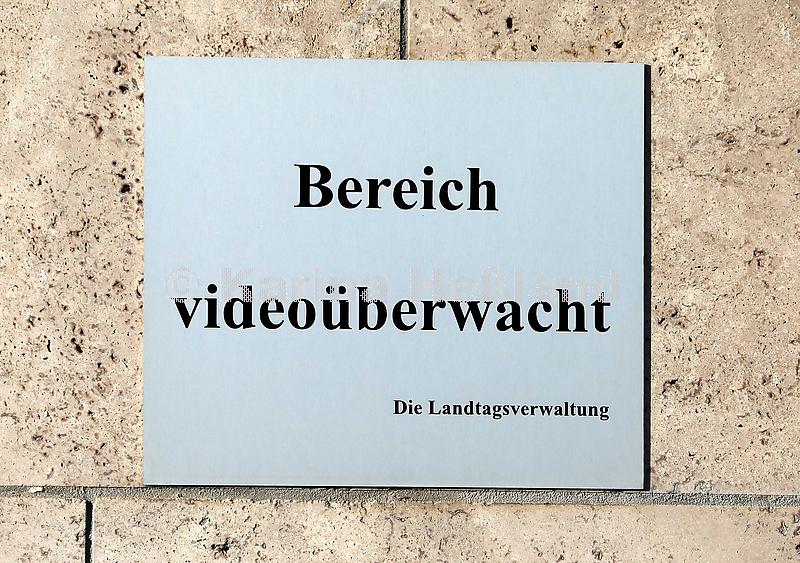 Bereich
© Karina Heßland
videoüberwacht
Die Landtagsverwaltung